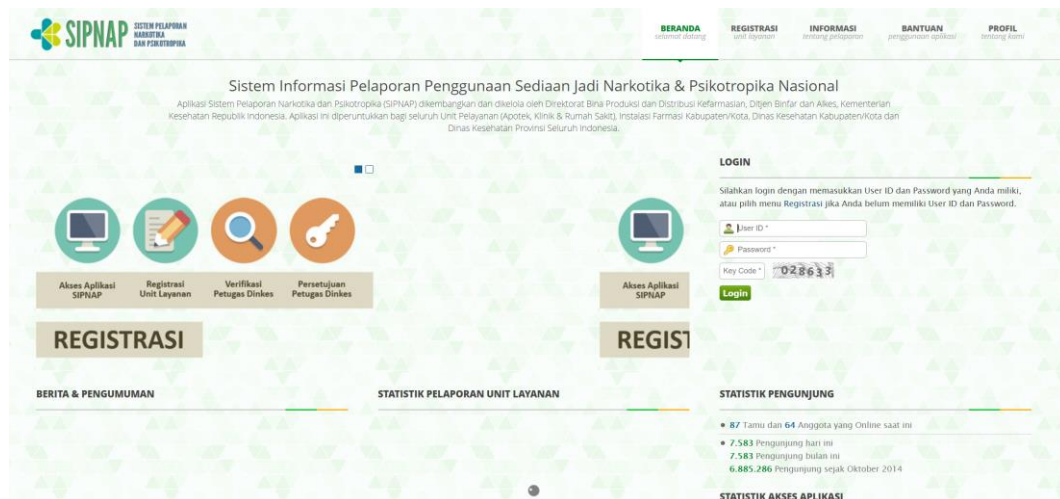 SIPNAP
SISTEM PELAPORAN
NARKOTIKA
DAN PSIKOTROPIKA
BERANDA
selamat datang
REGISTRASI
unit layanan
INFORMASI
tentang pelaporan
BANTUAN
penggunaan aplikasi
PROFIL
tentang kami
Sistem Informasi Pelaporan Penggunaan Sediaan Jadi Narkotika & Psikotropika Nasional
Aplikasi Sistem Pelaporan Narkotika dan Psikotropika (SIPNAP) dikembangkan dan dikelola oleh Direktorat Bina Produksi dan Distribusi Kefarmasian, Ditjen Binfar dan Alkes, Kementerian
Kesehatan Republik Indonesia. Aplikasi ini diperuntukkan bagi seluruh Unit Pelayanan (Apotek, Klinik & Rumah Sakit), Instalasi Farmasi Kabupaten/Kota, Dinas Kesehatan Kabupaten/Kota dan
Dinas Kesehatan Provinsi Seluruh Indonesia.
Akses Aplikasi
SIPNAP
Registrasi
Unit Layanan
Verifikasi
Petugas Dinkes
Persetujuan
Petugas Dinkes
REGISTRASI
Akses Aplikasi
SIPNAP
REGIST
LOGIN
Silahkan login dengan memasukkan User ID dan Password yang Anda miliki,
atau pilih menu Registrasi jika Anda belum memiliki User ID dan Password.
User ID *
Password *
Key Code *
028633
Login
BERITA & PENGUMUMAN
STATISTIK PELAPORAN UNIT LAYANAN
STATISTIK PENGUNJUNG
87 Tamu dan 64 Anggota yang Online saat ini
7.583 Pengunjung hari ini
7.583 Pengunjung bulan ini
6.885.286 Pengunjung sejak Oktober 2014
STATISTIK AKSES APLIKASI